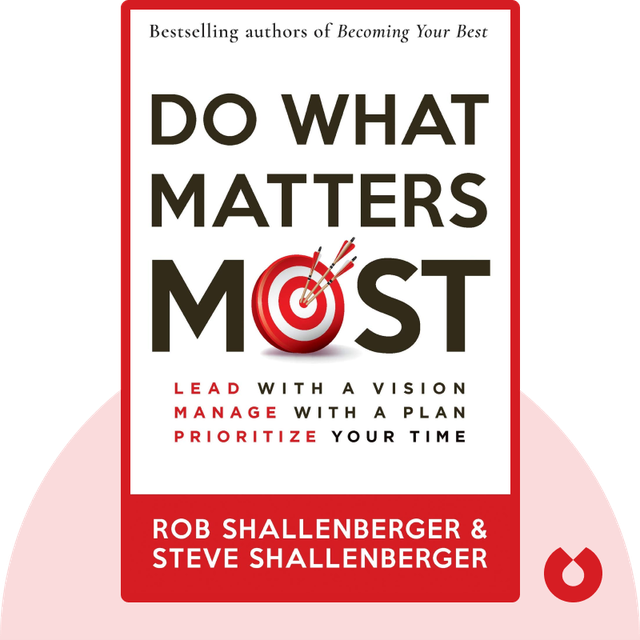 Bestselling authors of Becoming Your Best
DO WHAT
MATTERS
MOST
LEAD WITH A VISION
MANAGE WITH A PLAN
PRIORITIZE YOUR TIME
ROB SHALLENBERGER &
STEVE SHALLENBERGER